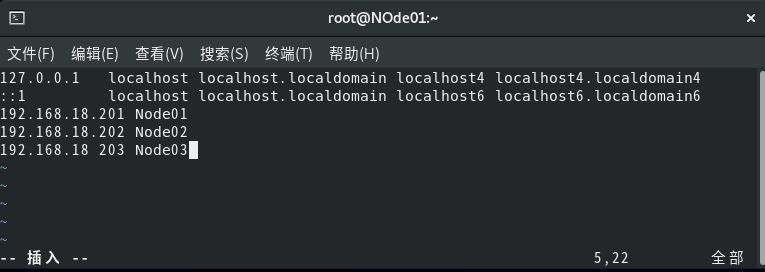 root@NOde01:~
文件(F) 编辑(E) 查看(V) 搜索(S) 终端(T) 帮助(H)
127.0.0.1   localhost localhost.localdomain localhost4 localhost4.localdomain4
::1         localhost localhost.localdomain localhost6 localhost6.localdomain6
192.168.18.201 Node01
192.168.18.202 Node02
192.168.18 203 Node03
~
~
~
~
~
-- 插入 -- 5,22 全部